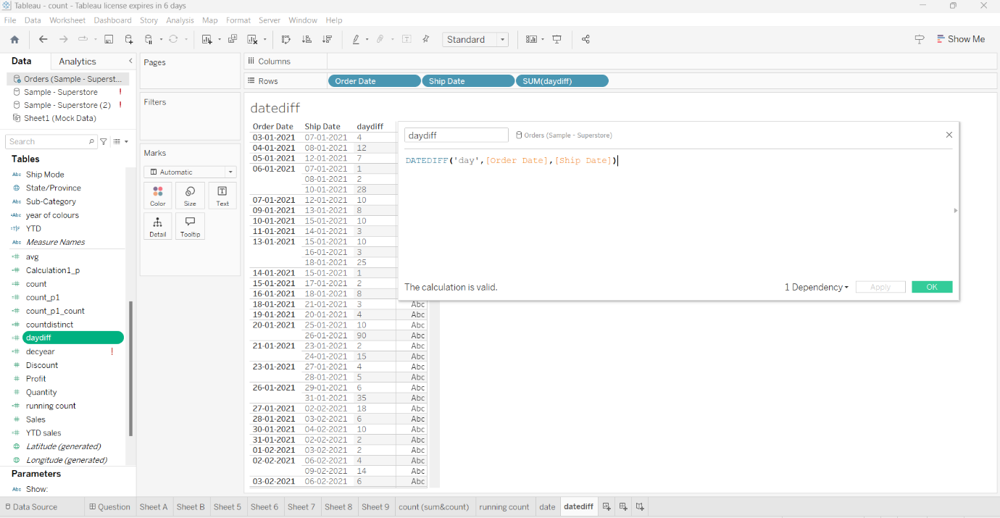 Tableau - count - Tableau license expires in 6 days
File Data Worksheet Dashboard Story Analysis Map Format Server Window Help
Standard Show Me
Data Analytics
Orders (Sample - Superst...
Sample - Superstore !
Sample - Superstore (2) !
Sheet1 (Mock Data)
Search
Tables
Abc Ship Mode
State/Province
Abc Sub-Category
=Abc year of colours
=T|F YTD
Abc Measure Names
=# avg
=# Calculation1_p
=# count
=# count_p1
=# count_p1_count
=# countdistinct
=# daydiff
=# decyear !
# Discount
# Profit
# Quantity
=# running count
# Sales
=# YTD sales
Latitude (generated)
Longitude (generated)
Parameters
Abc Show:
Pages
Filters
Marks
Automatic
Color Size Text
Detail Tooltip
Columns
Rows Order Date Ship Date SUM(daydiff)
datediff
Order Date Ship Date daydiff
03-01-2021 07-01-2021 4
04-01-2021 08-01-2021 12
05-01-2021 12-01-2021 7
06-01-2021 07-01-2021 1
08-01-2021 2
10-01-2021 28
07-01-2021 12-01-2021 10
09-01-2021 13-01-2021 8
10-01-2021 15-01-2021 10
11-01-2021 14-01-2021 3
13-01-2021 15-01-2021 10
16-01-2021 3
18-01-2021 25
14-01-2021 15-01-2021 1
15-01-2021 17-01-2021 2
16-01-2021 18-01-2021 8
18-01-2021 21-01-2021 3 Abc
19-01-2021 20-01-2021 4 Abc
20-01-2021 25-01-2021 10 Abc
26-01-2021 90 Abc
21-01-2021 23-01-2021 2 Abc
24-01-2021 15 Abc
23-01-2021 27-01-2021 4 Abc
28-01-2021 5 Abc
26-01-2021 29-01-2021 6 Abc
31-01-2021 35 Abc
27-01-2021 02-02-2021 18 Abc
28-01-2021 03-02-2021 6 Abc
30-01-2021 04-02-2021 10 Abc
31-01-2021 02-02-2021 2 Abc
01-02-2021 03-02-2021 2 Abc
02-02-2021 06-02-2021 4 Abc
09-02-2021 14 Abc
03-02-2021 06-02-2021 6 Abc
daydiff Orders (Sample - Superstore)
DATEDIFF('day',[Order Date],[Ship Date])
The calculation is valid. 1 Dependency Apply OK
Data Source Question Sheet A Sheet B Sheet 5 Sheet 6 Sheet 7 Sheet 8 Sheet 9 count (sum&count) running count date datediff